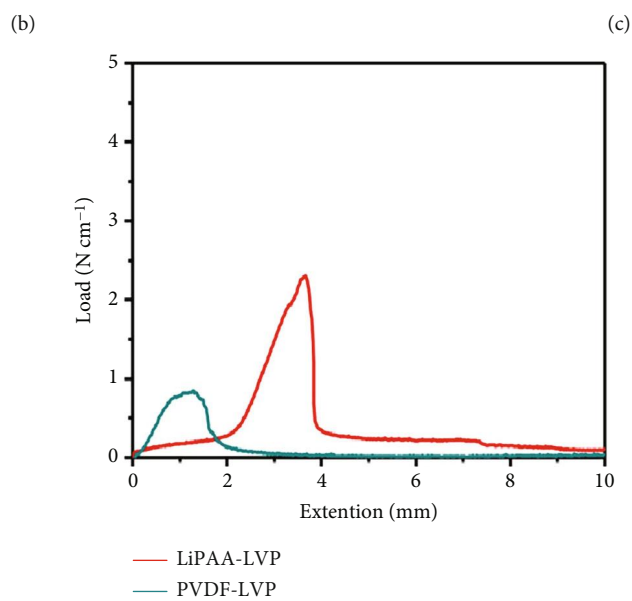 (b) (c)
5
4
3
2
1
0
Load (N cm⁻¹)
0 2 4 6 8 10
Extention (mm)
LiPAA-LVP
PVDF-LVP